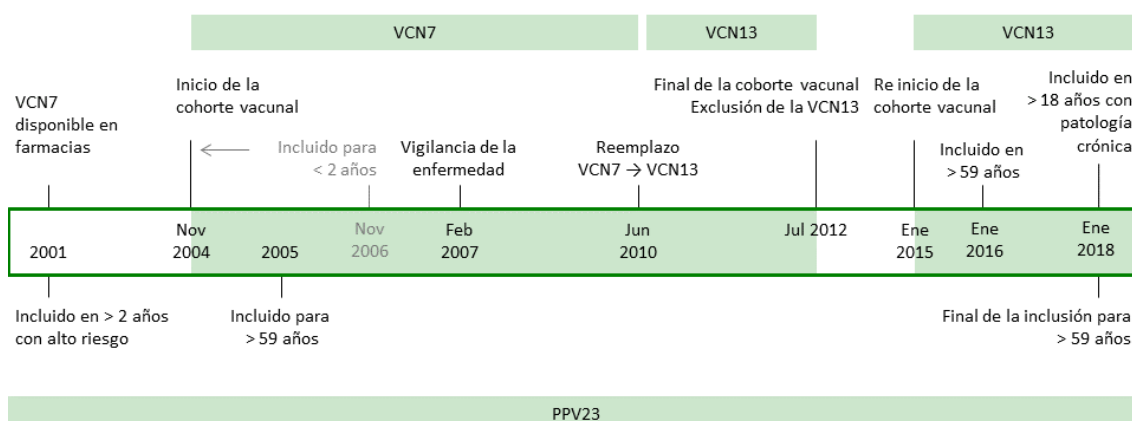 VCN7
VCN13
VCN13
VCN7
disponible en
farmacias
Inicio de la
cohorte vacunal
Incluido para
< 2 años
Vigilancia de la
enfermedad
Reemplazo
VCN7 → VCN13
Final de la coborte vacunal
Exclusión de la VCN13
Re inicio de la
cohorte vacunal
Incluido en
> 59 años
Incluido en
> 18 años con
patología
crónica
2001
Nov
2004
2005
Nov
2006
Feb
2007
Jun
2010
Jul 2012
Ene
2015
Ene
2016
Ene
2018
Incluido en > 2 años
con alto riesgo
Incluido para
> 59 años
Final de la inclusión para
> 59 años
PPV23